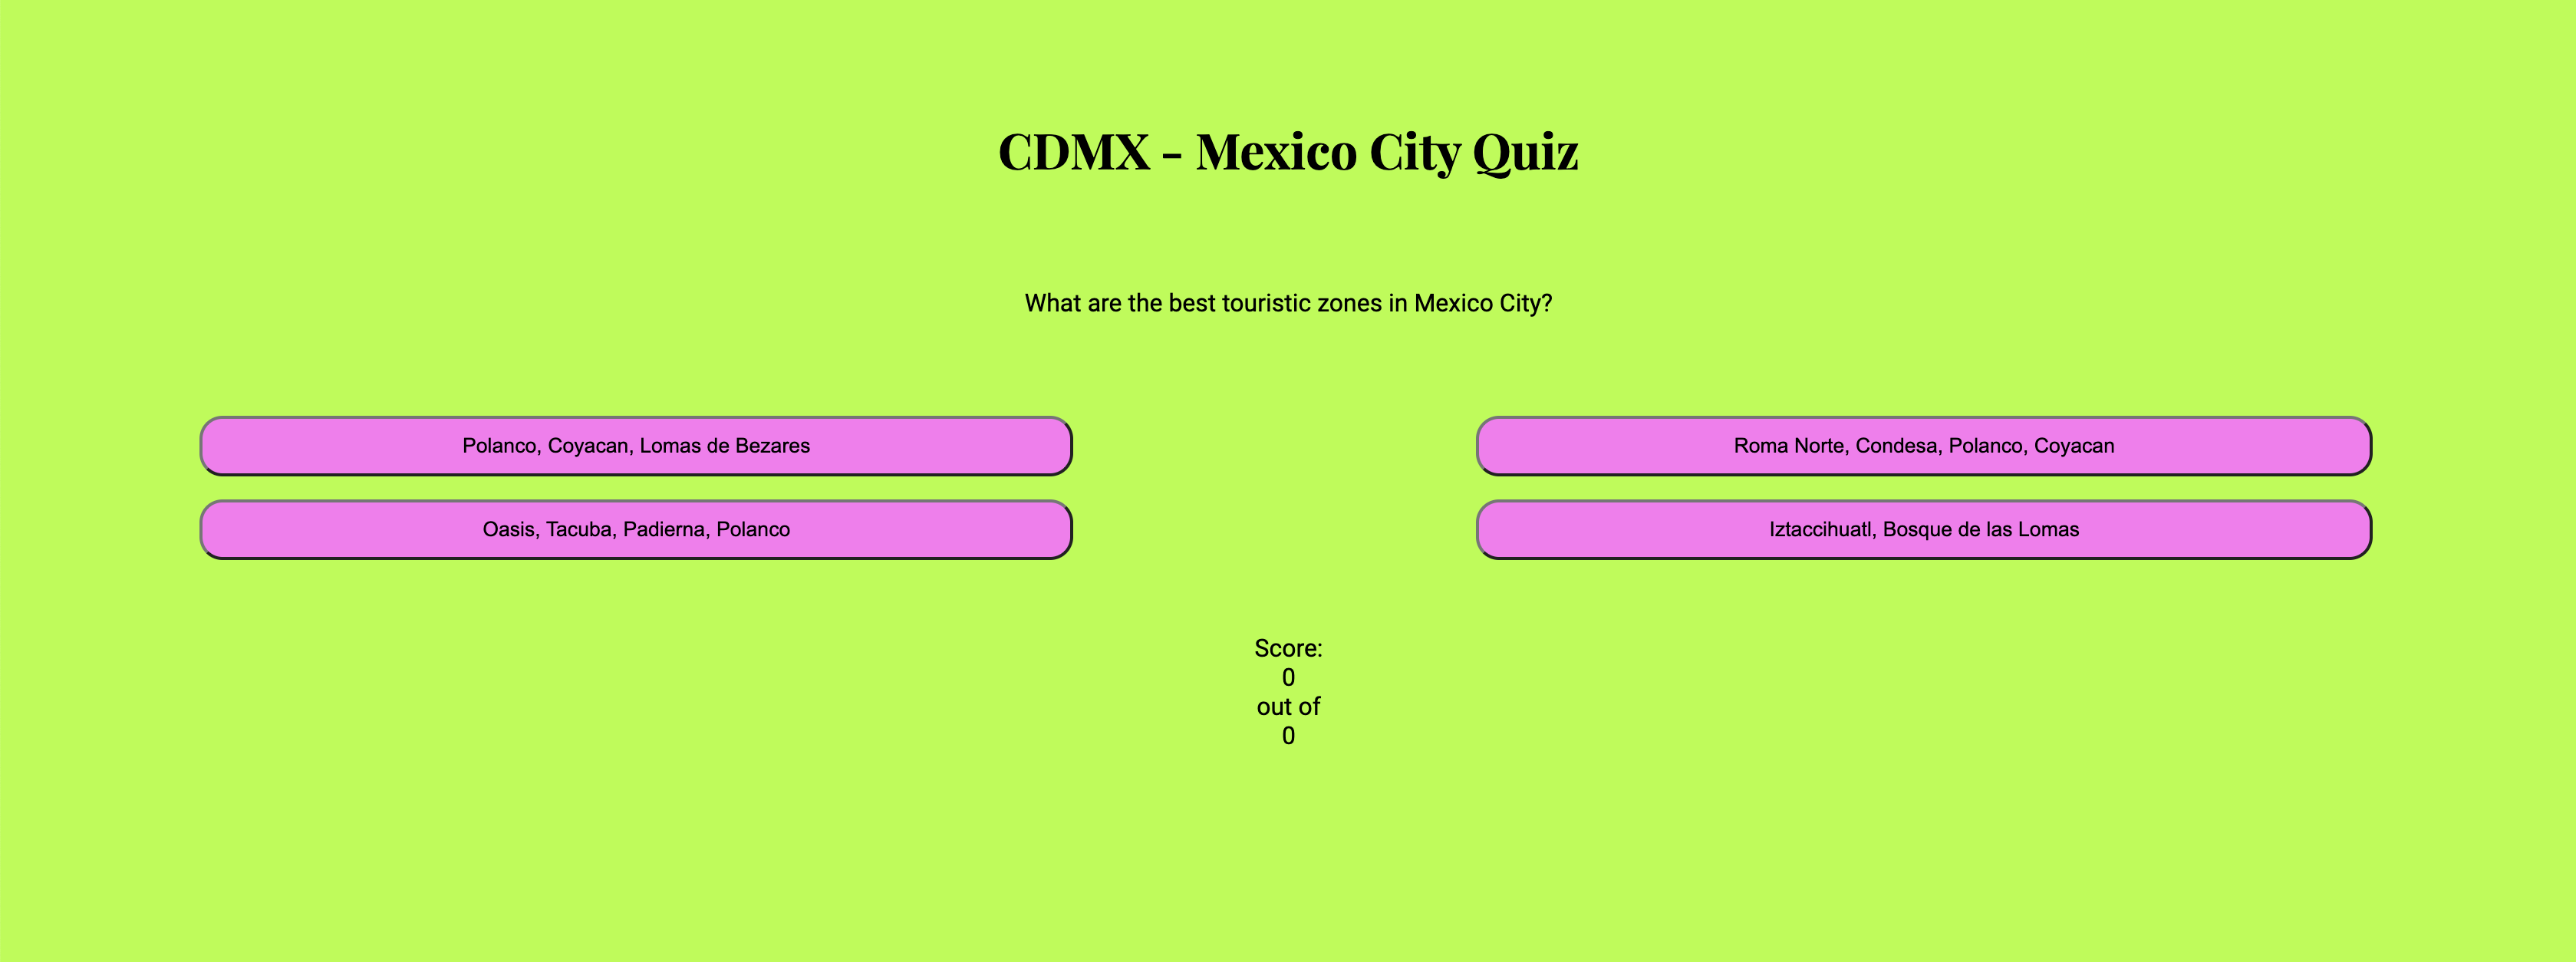 CDMX - Mexico City Quiz
What are the best touristic zones in Mexico City?
Polanco, Coyacan, Lomas de Bezares
Roma Norte, Condesa, Polanco, Coyacan
Oasis, Tacuba, Padierna, Polanco
Iztaccihuatl, Bosque de las Lomas
Score:
0
out of
0